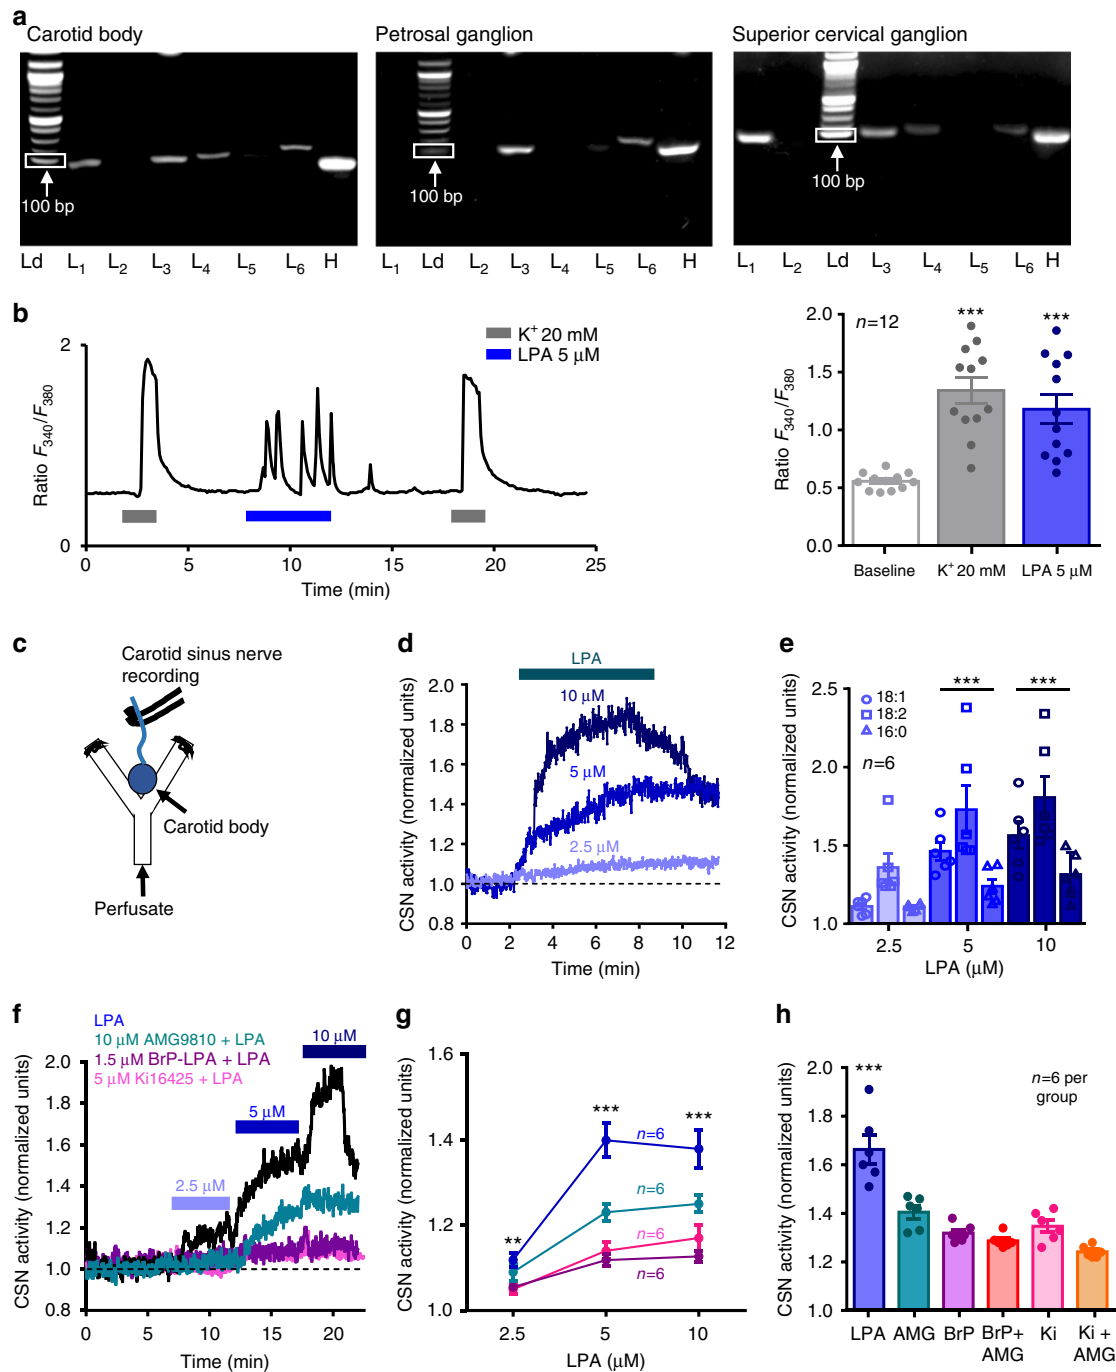 a
Carotid body
Petrosal ganglion
Superior cervical ganglion
100 bp
100 bp
100 bp
Ld L1 L2 L3 L4 L5 L6 H
L1 Ld L2 L3 L4 L5 L6 H
L1 L2 Ld L3 L4 L5 L6 H
b
K+ 20 mM
LPA 5 μM
Ratio F340/F380
2
0
0 5 10 15 20 25
Time (min)
Ratio F340/F380
2.0
1.5
1.0
0.5
0.0
n=12
***
***
Baseline K+ 20 mM LPA 5 μM
c
Carotid sinus nerve
recording
Carotid body
Perfusate
d
LPA
CSN activity (normalized units)
2.0
1.8
1.6
1.4
1.2
1.0
0.8
10 μM
5 μM
2.5 μM
0 2 4 6 8 10 12
Time (min)
e
CSN activity (normalized units)
2.5
2.0
1.5
1.0
18:1
18:2
16:0
n=6
***
***
2.5 5 10
LPA (μM)
f
LPA
10 μM AMG9810 + LPA
1.5 μM BrP-LPA + LPA
5 μM Ki16425 + LPA
CSN activity (normalized units)
2.0
1.8
1.6
1.4
1.2
1.0
0.8
10 μM
5 μM
2.5 μM
0 5 10 15 20
Time (min)
g
CSN activity (normalized units)
1.6
1.4
1.2
1.0
**
***
***
n=6
n=6
n=6
n=6
2.5 5 10
LPA (μM)
h
CSN activity (normalized units)
2.0
1.8
1.6
1.4
1.2
1.0
***
n=6 per
group
LPA AMG BrP BrP+ AMG Ki Ki + AMG